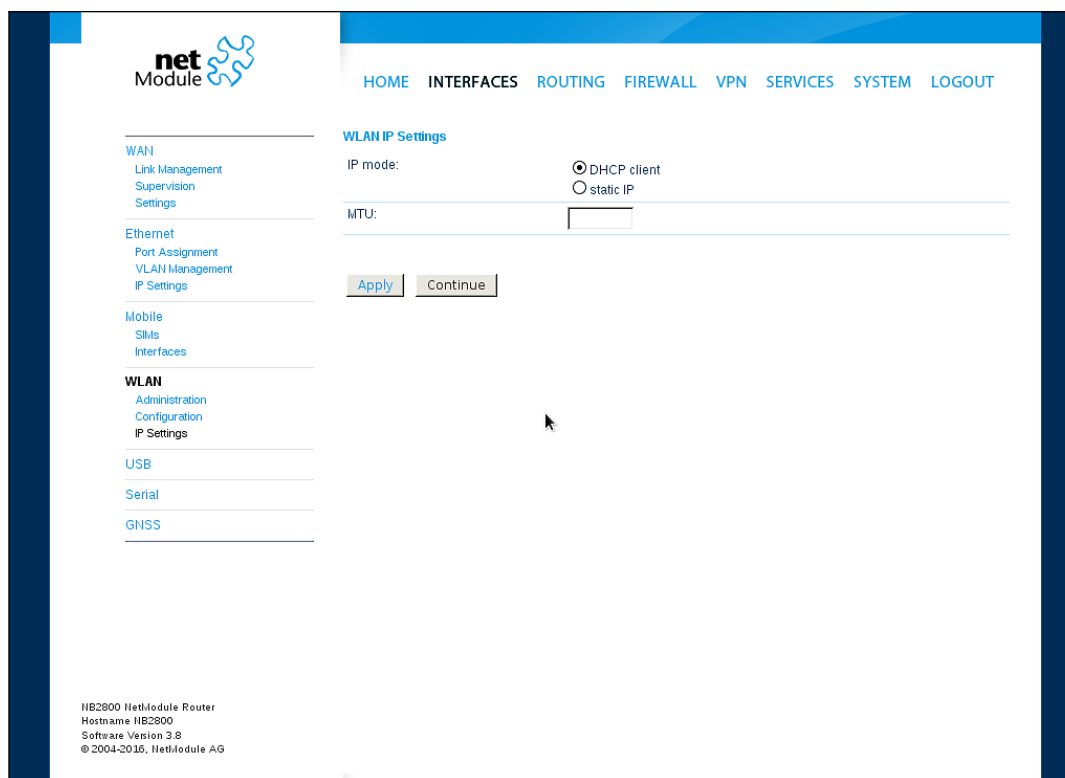 net
Module
HOME INTERFACES ROUTING FIREWALL VPN SERVICES SYSTEM LOGOUT
WAN
Link Management
Supervision
Settings
Ethernet
Port Assignment
VLAN Management
IP Settings
Mobile
SIMs
Interfaces
WLAN
Administration
Configuration
IP Settings
USB
Serial
GNSS
WLAN IP Settings
IP mode:
DHCP client
static IP
MTU:
Apply Continue
NB2800 NetModule Router
Hostname NB2800
Software Version 3.8
© 2004-2016, NetModule AG